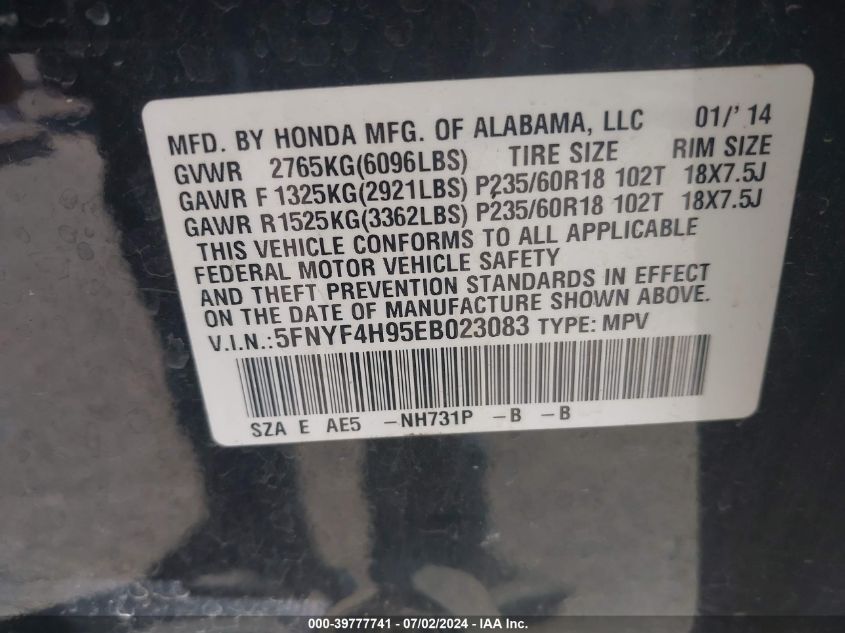 MFD. BY HONDA MFG. OF ALABAMA, LLC 01/'14
GVWR 2765KG(6096LBS) TIRE SIZE RIM SIZE
GAWR F 1325KG(2921LBS) P235/60R18 102T 18X7.5J
GAWR R1525KG(3362LBS) P235/60R18 102T 18X7.5J
THIS VEHICLE CONFORMS TO ALL APPLICABLE
FEDERAL MOTOR VEHICLE SAFETY
AND THEFT PREVENTION STANDARDS IN EFFECT
ON THE DATE OF MANUFACTURE SHOWN ABOVE.
V.I.N.:5FNYF4H95EB023083 TYPE: MPV
SZA E AE5 -NH731P -B -B
000-39777741 - 07/02/2024 - IAA Inc.